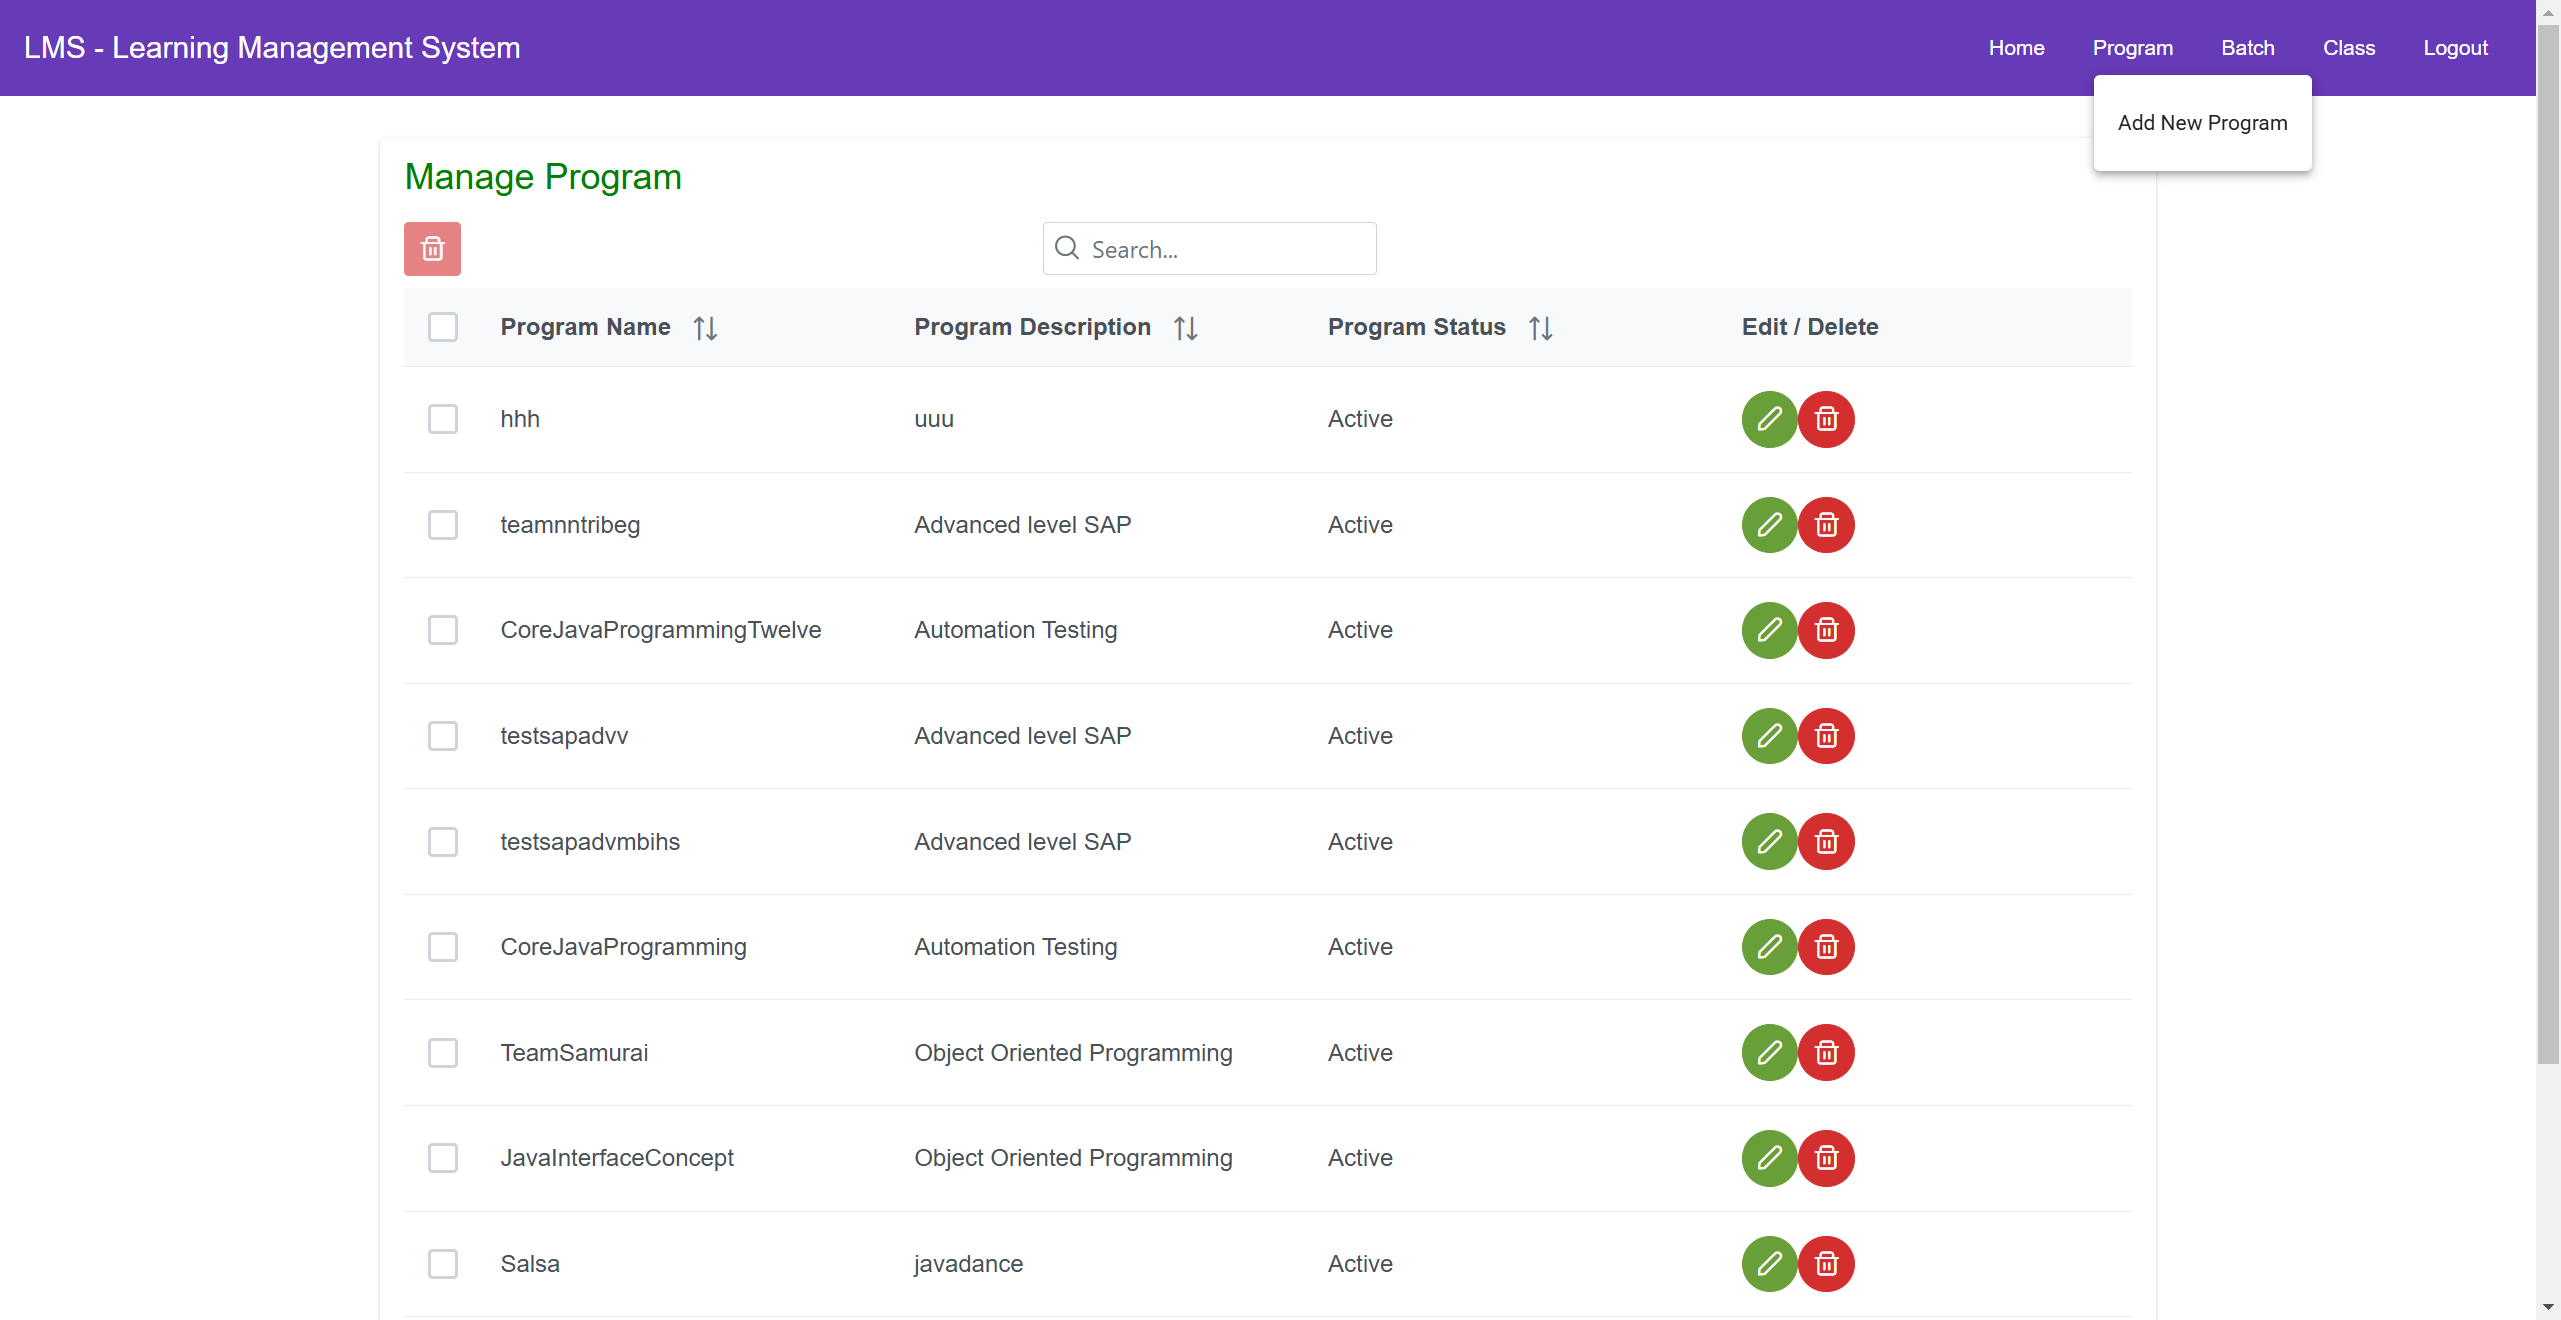 LMS - Learning Management System
Home Program Batch Class Logout
Add New Program
Manage Program
Search...
Program Name Program Description Program Status Edit / Delete
hhh uuu Active
teamnntribeg Advanced level SAP Active
CoreJavaProgrammingTwelve Automation Testing Active
testsapadvv Advanced level SAP Active
testsapadvmbihs Advanced level SAP Active
CoreJavaProgramming Automation Testing Active
TeamSamurai Object Oriented Programming Active
JavaInterfaceConcept Object Oriented Programming Active
Salsa javadance Active